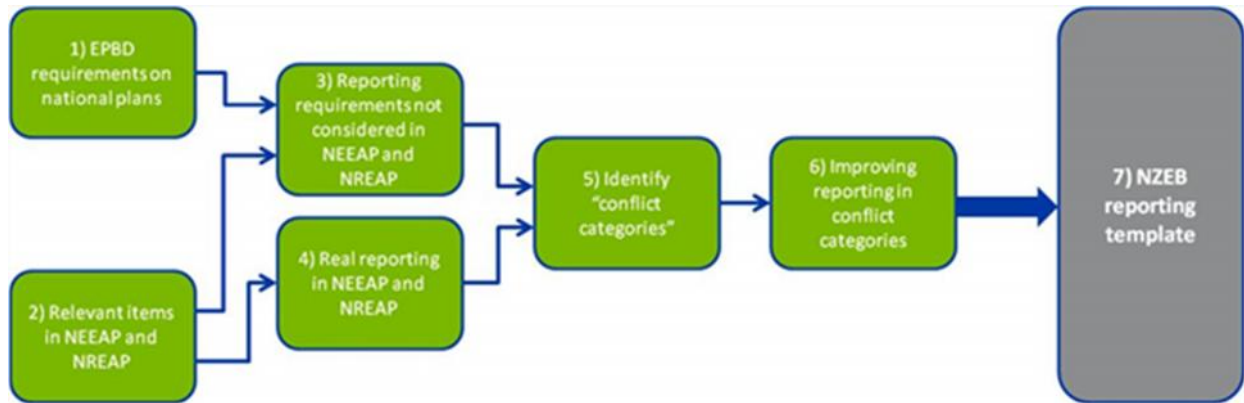 1) EPBD
requirements on
national plans
2) Relevant items
in NEEAP and
NREAP
3) Reporting
requirements not
considered in
NEEAP and
NREAP
4) Real reporting
in NEEAP and
NREAP
5) Identify
“conflict
categories”
6) Improving
reporting in
conflict
categories
7) NZEB
reporting
template